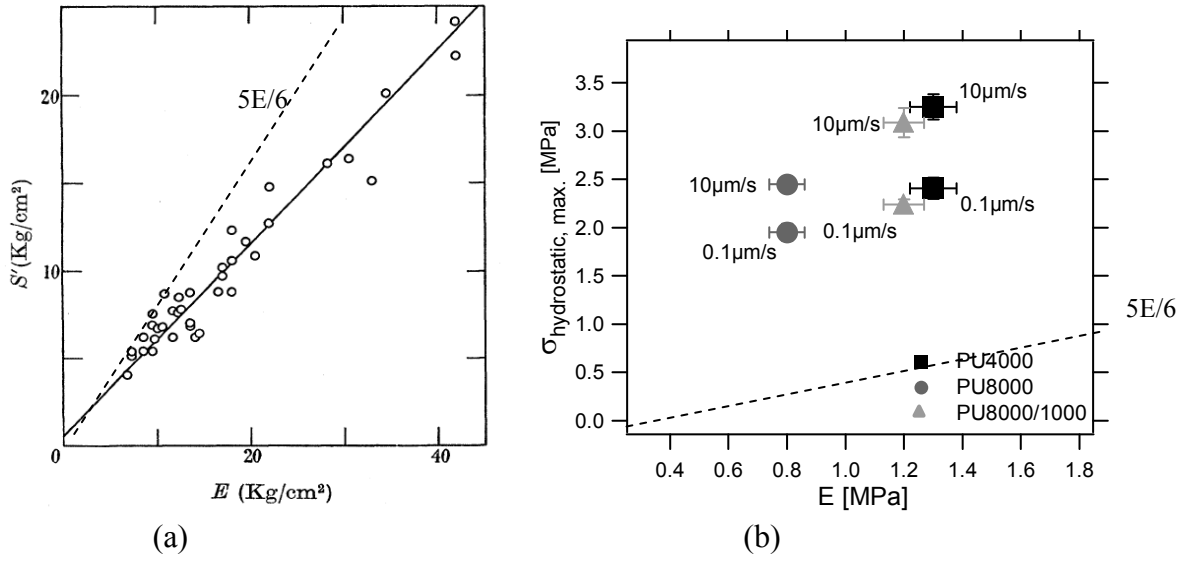 5E/6
20
10
0
20
40
S′(Kg/cm²)
E (Kg/cm²)
(a)
3.5
3.0
2.5
2.0
1.5
1.0
0.5
0.0
σhydrostatic, max. [MPa]
10µm/s
10µm/s
10µm/s
0.1µm/s
0.1µm/s
0.1µm/s
5E/6
PU4000
PU8000
PU8000/1000
0.4 0.6 0.8 1.0 1.2 1.4 1.6 1.8
E [MPa]
(b)